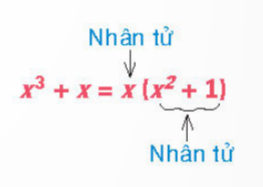 Nhân tử
x³ + x = x (x² + 1)
Nhân tử